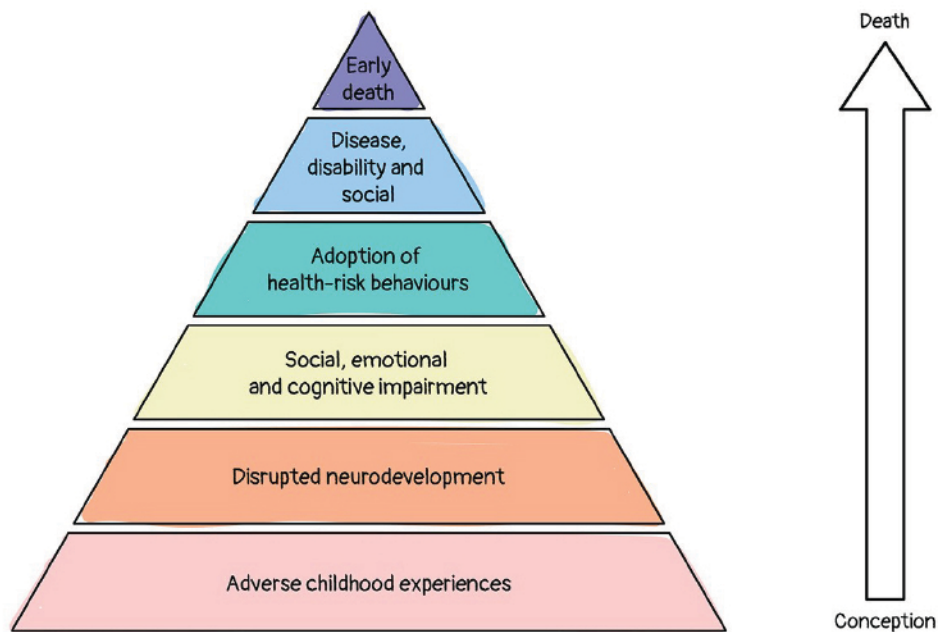 Death
Early
death
Disease,
disability and
social
Adoption of
health-risk behaviours
Social, emotional
and cognitive impairment
Disrupted neurodevelopment
Adverse childhood experiences
Conception